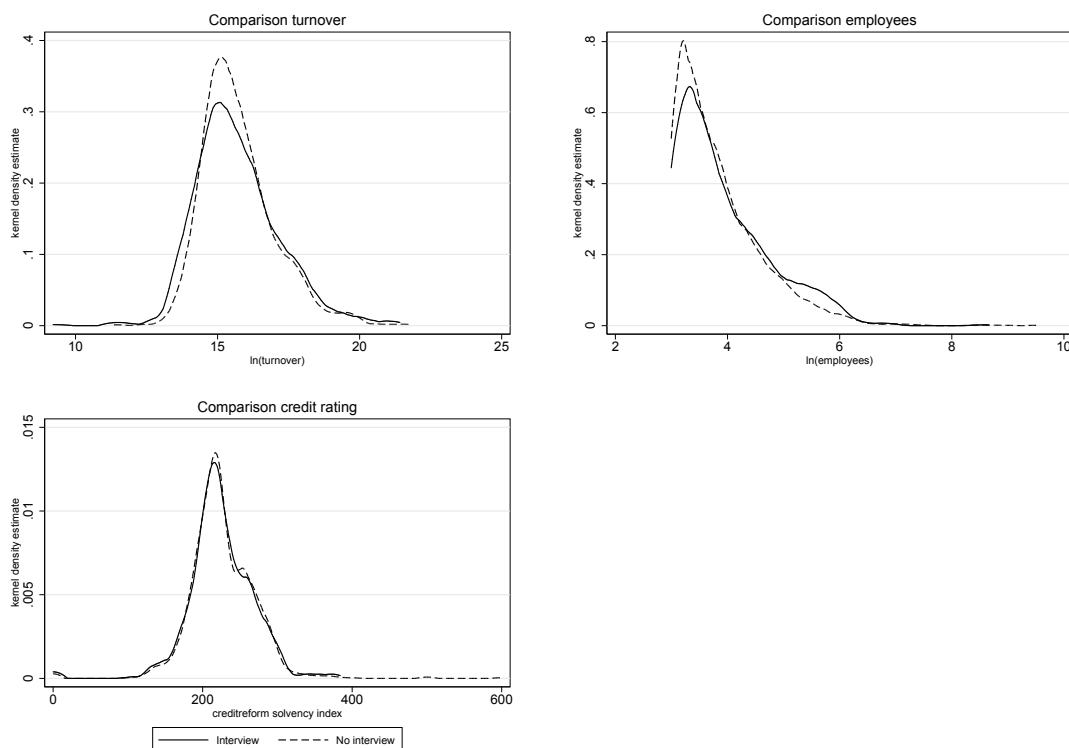 Comparison turnover
.4
.3
.2
.1
0
kernel density estimate
10 15 20 25
ln(turnover)
Comparison employees
.8
.6
.4
.2
0
kernel density estimate
2 4 6 8 10
ln(employees)
Comparison credit rating
.015
.01
.005
0
kernel density estimate
0 200 400 600
creditreform solvency index
Interview No interview